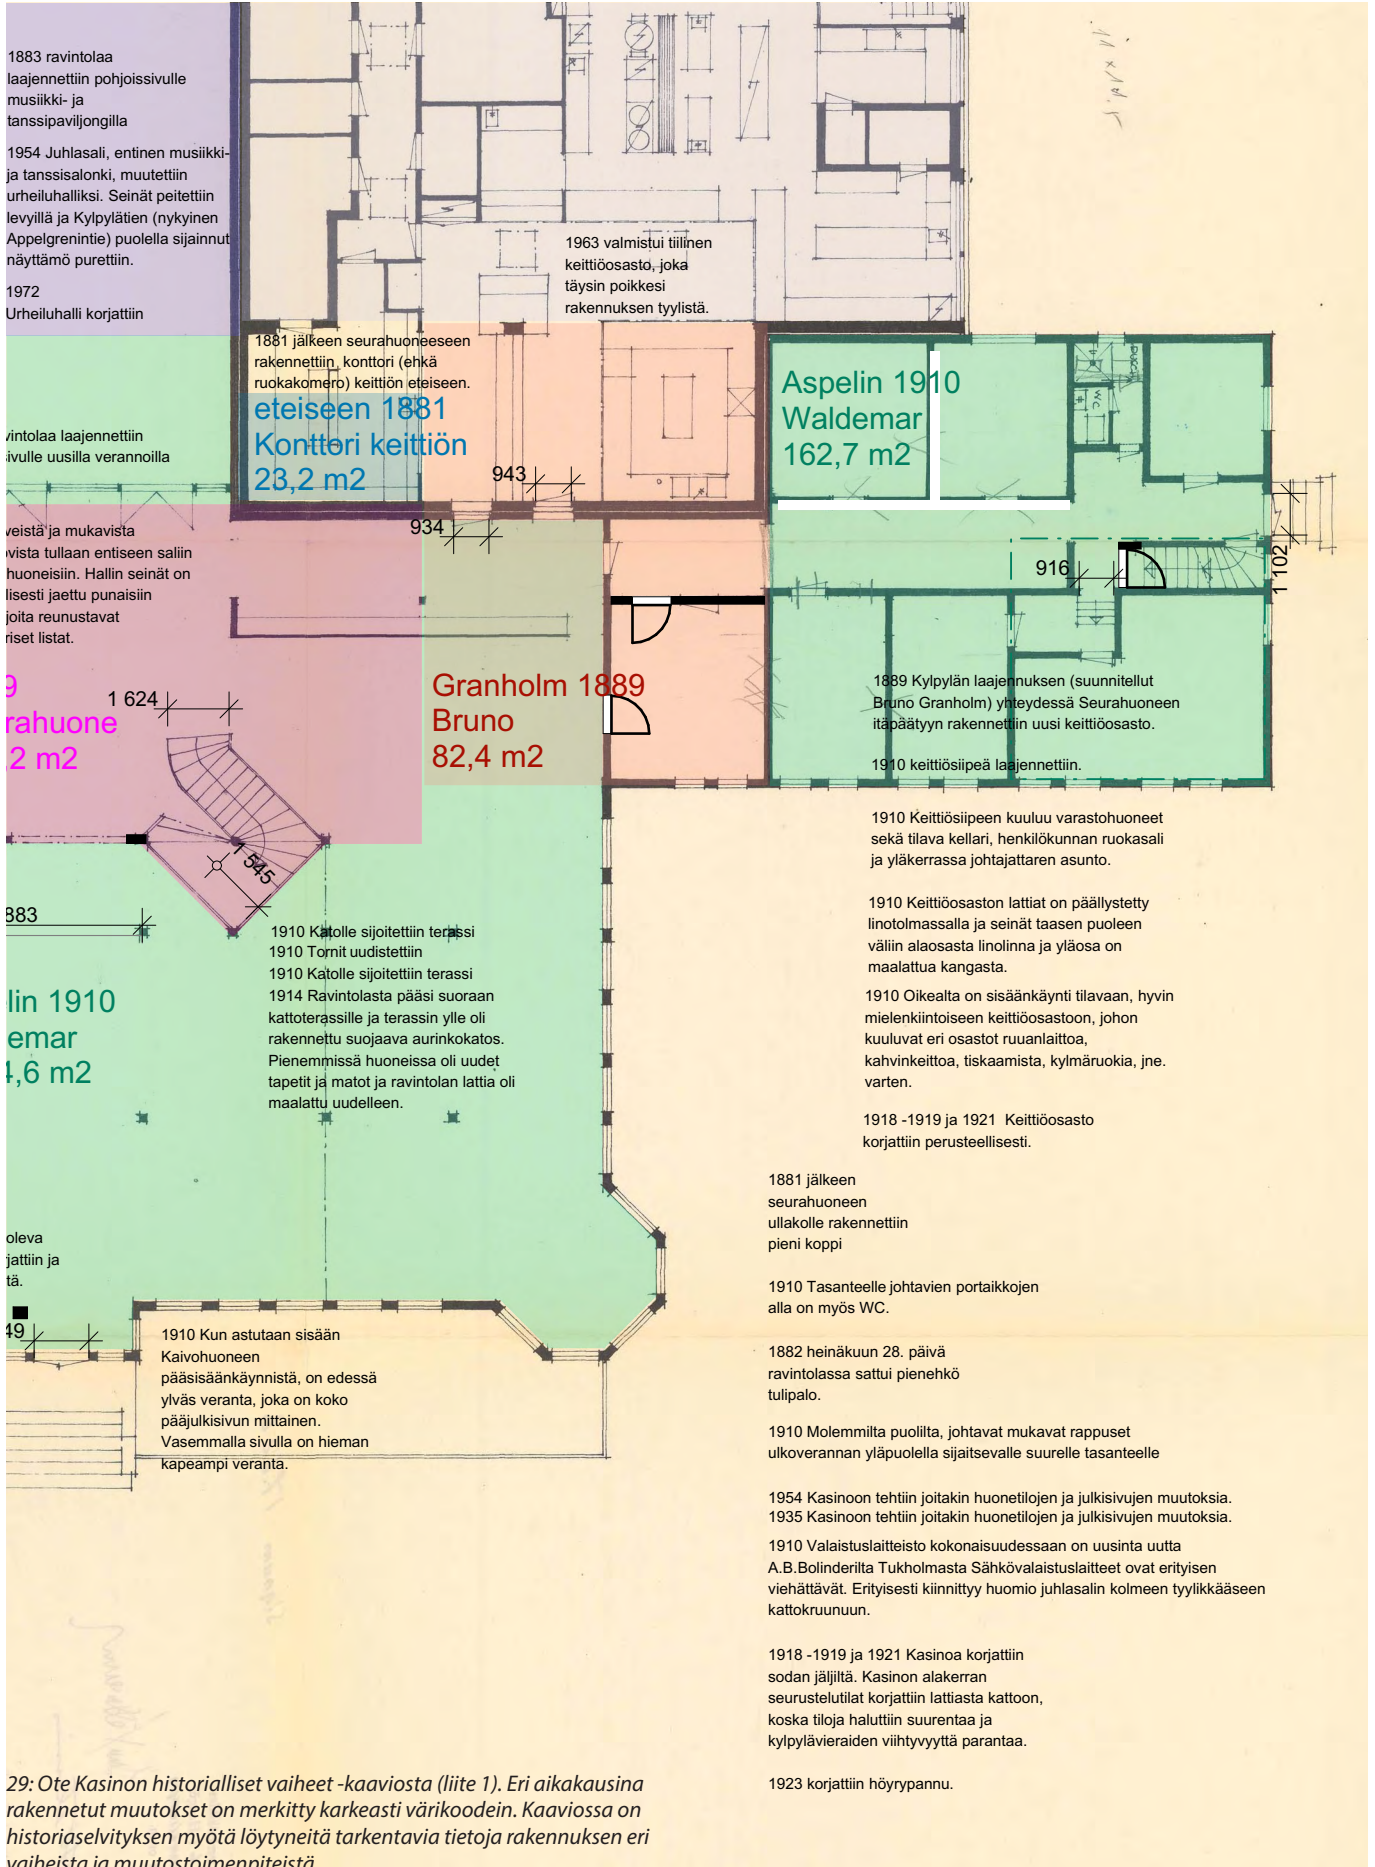 1883 ravintolaa
laajennettiin pohjoissivulle
musiikki- ja
tanssipaviljongilla
1954 Juhlasali, entinen musiikki-
ja tanssisalonki, muutettiin
urheiluhalliksi. Seinät peitettiin
levyillä ja Kylpylätien (nykyinen
Appelgrenintie) puolella sijainnut
näyttämö purettiin.
1972
Urheiluhalli korjattiin
1963 valmistui tiilinen
keittiöosasto, joka
täysin poikkesi
rakennuksen tyylistä.
1881 jälkeen seurahuoneeseen
rakennettiin konttori (ehkä
ruokakomero) keittiön eteiseen.
eteiseen 1881
Konttori keittiön
23,2 m2
Aspelin 1910
Waldemar
162,7 m2
WC
vintolaa laajennettiin
sivulle uusilla verannoilla
943
934
916
1 102
veistä ja mukavista
ovista tullaan entiseen saliin
huoneisiin. Hallin seinät on
lisesti jaettu punaisiin
joita reunustavat
riset listat.
9
rahuone
,2 m2
1 624
Granholm 1889
Bruno
82,4 m2
1889 Kylpylän laajennuksen (suunnitellut
Bruno Granholm) yhteydessä Seurahuoneen
itäpäätyyn rakennettiin uusi keittiöosasto.
1910 keittiösiipeä laajennettiin.
1 545
883
1910 Keittiösiipeen kuuluu varastohuoneet
sekä tilava kellari, henkilökunnan ruokasali
ja yläkerrassa johtajattaren asunto.
1910 Keittiöosaston lattiat on päällystetty
linotolmassalla ja seinät taasen puoleen
väliin alaosasta linolinna ja yläosa on
maalattua kangasta.
1910 Katolle sijoitettiin terassi
1910 Tornit uudistettiin
1910 Katolle sijoitettiin terassi
1914 Ravintolasta pääsi suoraan
kattoterassille ja terassin ylle oli
rakennettu suojaava aurinkokatos.
Pienemmissä huoneissa oli uudet
tapetit ja matot ja ravintolan lattia oli
maalattu uudelleen.
lin 1910
emar
4,6 m2
1910 Oikealta on sisäänkäynti tilavaan, hyvin
mielenkiintoiseen keittiöosastoon, johon
kuuluvat eri osastot ruuanlaittoa,
kahvinkeittoa, tiskaamista, kylmäruokia, jne.
varten.
1918 -1919 ja 1921 Keittiöosasto
korjattiin perusteellisesti.
1881 jälkeen
seurahuoneen
ullakolle rakennettiin
pieni koppi
oleva
rjattiin ja
tä.
49
1910 Tasanteelle johtavien portaikkojen
alla on myös WC.
1910 Kun astutaan sisään
Kaivohuoneen
pääsisäänkäynnistä, on edessä
ylväs veranta, joka on koko
pääjulkisivun mittainen.
Vasemmalla sivulla on hieman
kapeampi veranta.
1882 heinäkuun 28. päivä
ravintolassa sattui pienehkö
tulipalo.
1910 Molemmilta puolilta, johtavat mukavat rappuset
ulkoverannan yläpuolella sijaitsevalle suurelle tasanteelle
1954 Kasinoon tehtiin joitakin huonetilojen ja julkisivujen muutoksia.
1935 Kasinoon tehtiin joitakin huonetilojen ja julkisivujen muutoksia.
1910 Valaistuslaitteisto kokonaisuudessaan on uusinta uutta
A.B.Bolinderilta Tukholmasta Sähkövalaistuslaitteet ovat erityisen
viehättävät. Erityisesti kiinnittyy huomio juhlasalin kolmeen tyylikkääseen
kattokruunuun.
1918 -1919 ja 1921 Kasinoa korjattiin
sodan jäljiltä. Kasinon alakerran
seurustelutilat korjattiin lattiasta kattoon,
koska tiloja haluttiin suurentaa ja
kylpylävieraiden viihtyvyyttä parantaa.
1923 korjattiin höyrypannu.
29: Ote Kasinon historialliset vaiheet -kaaviosta (liite 1). Eri aikakausina
rakennetut muutokset on merkitty karkeasti värikoodein. Kaaviossa on
historiaselvityksen myötä löytyneitä tarkentavia tietoja rakennuksen eri
vaiheista ja muutostoimenpiteistä.